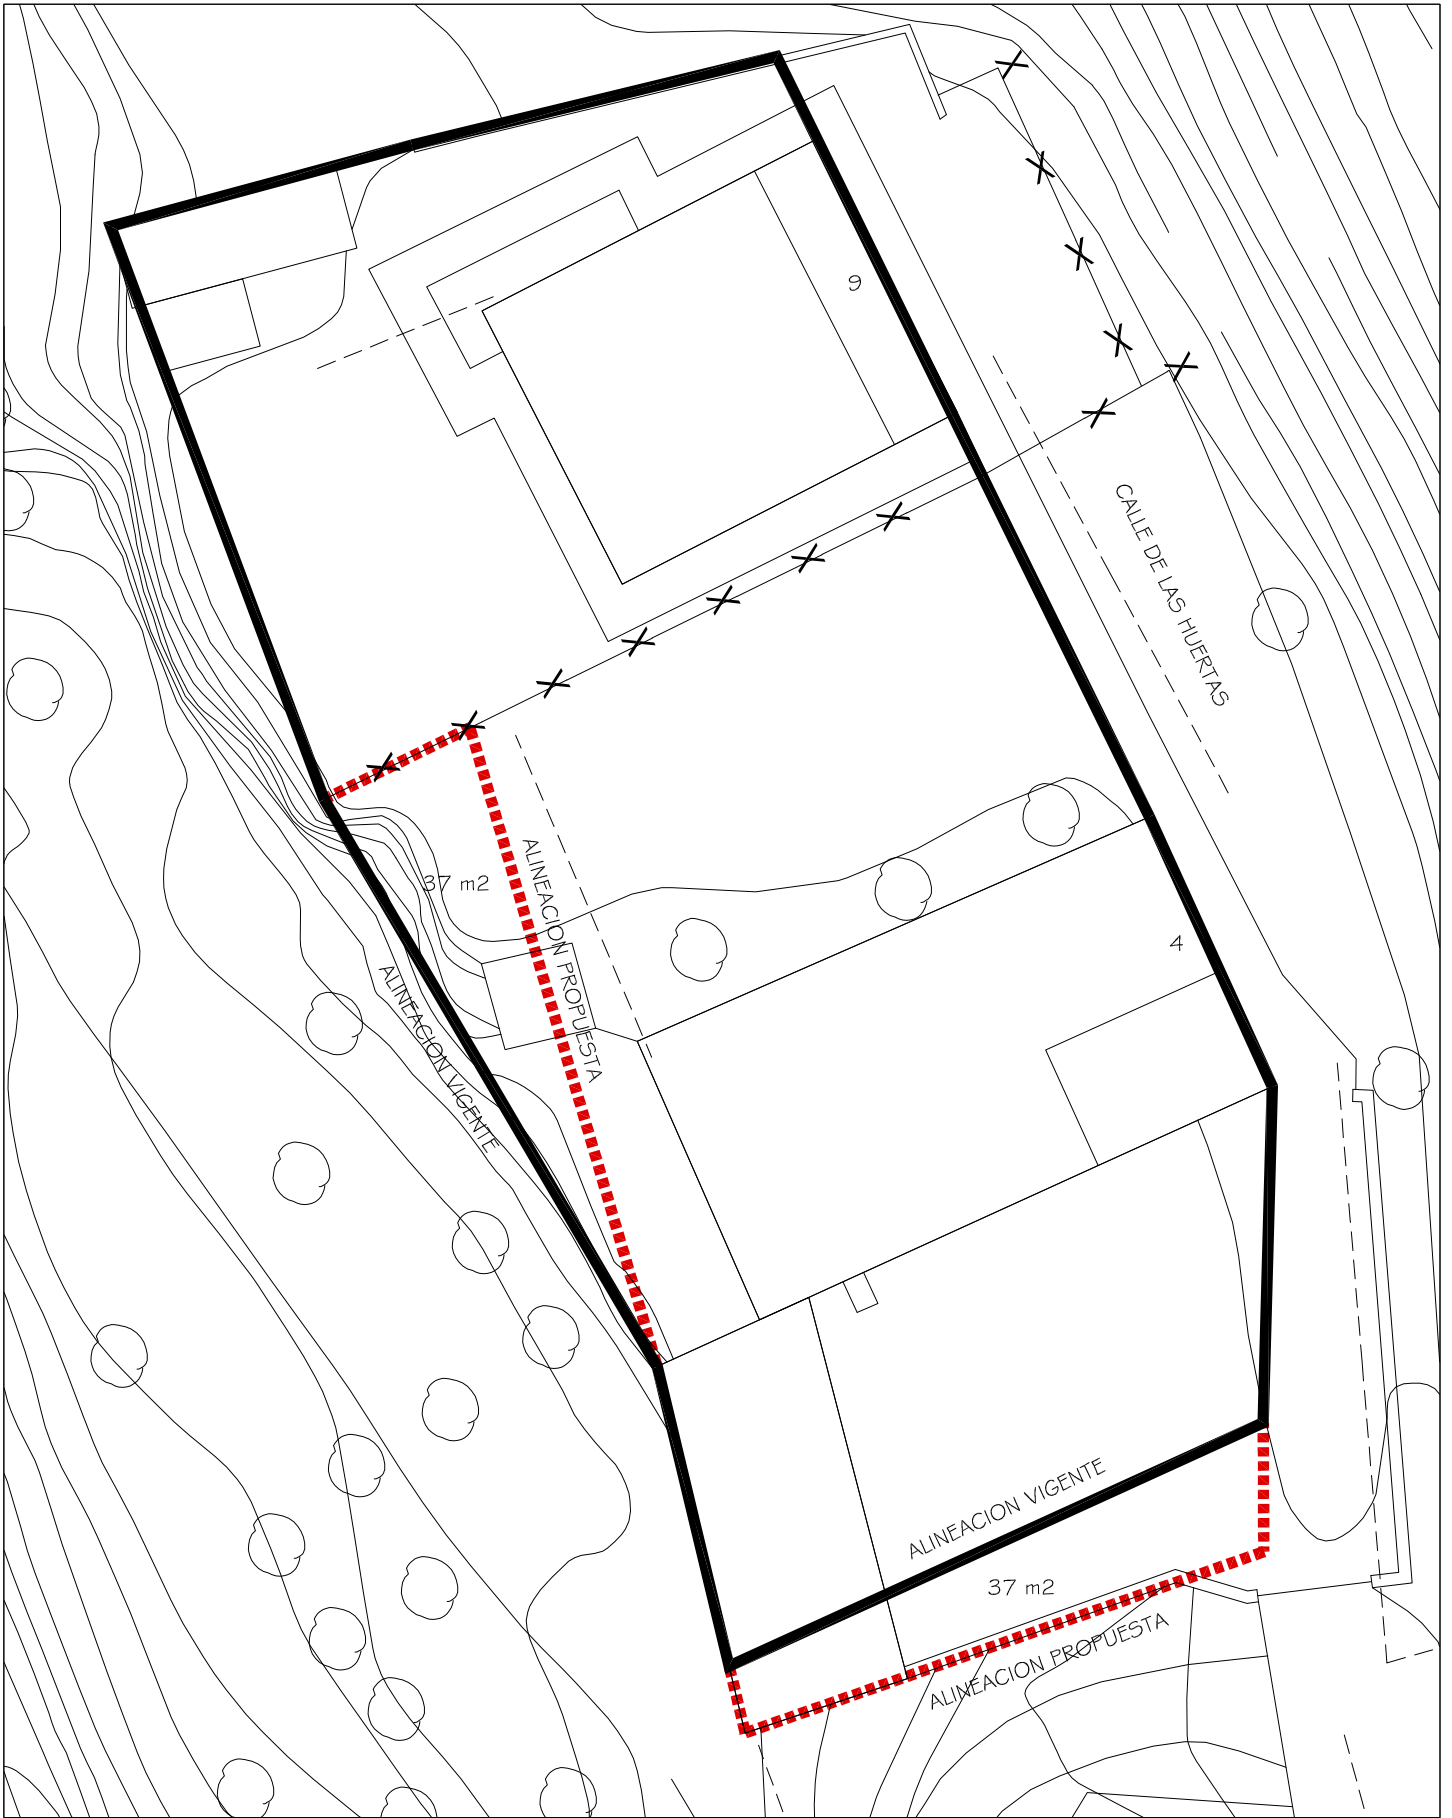 9
CALLE DE LAS HUERTAS
37 m2
ALINEACION PROPUESTA
4
ALINEACION VIGENTE
ALINEACION VIGENTE
37 m2
ALINEACION PROPUESTA